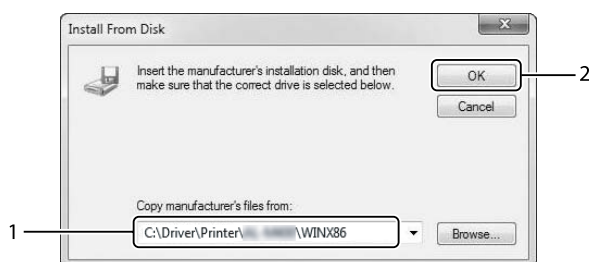 Install From Disk
Insert the manufacturer's installation disk, and then
make sure that the correct drive is selected below.
OK
2
Cancel
Copy manufacturer's files from:
1
C:\Driver\Printer\ \WINX86
Browse...